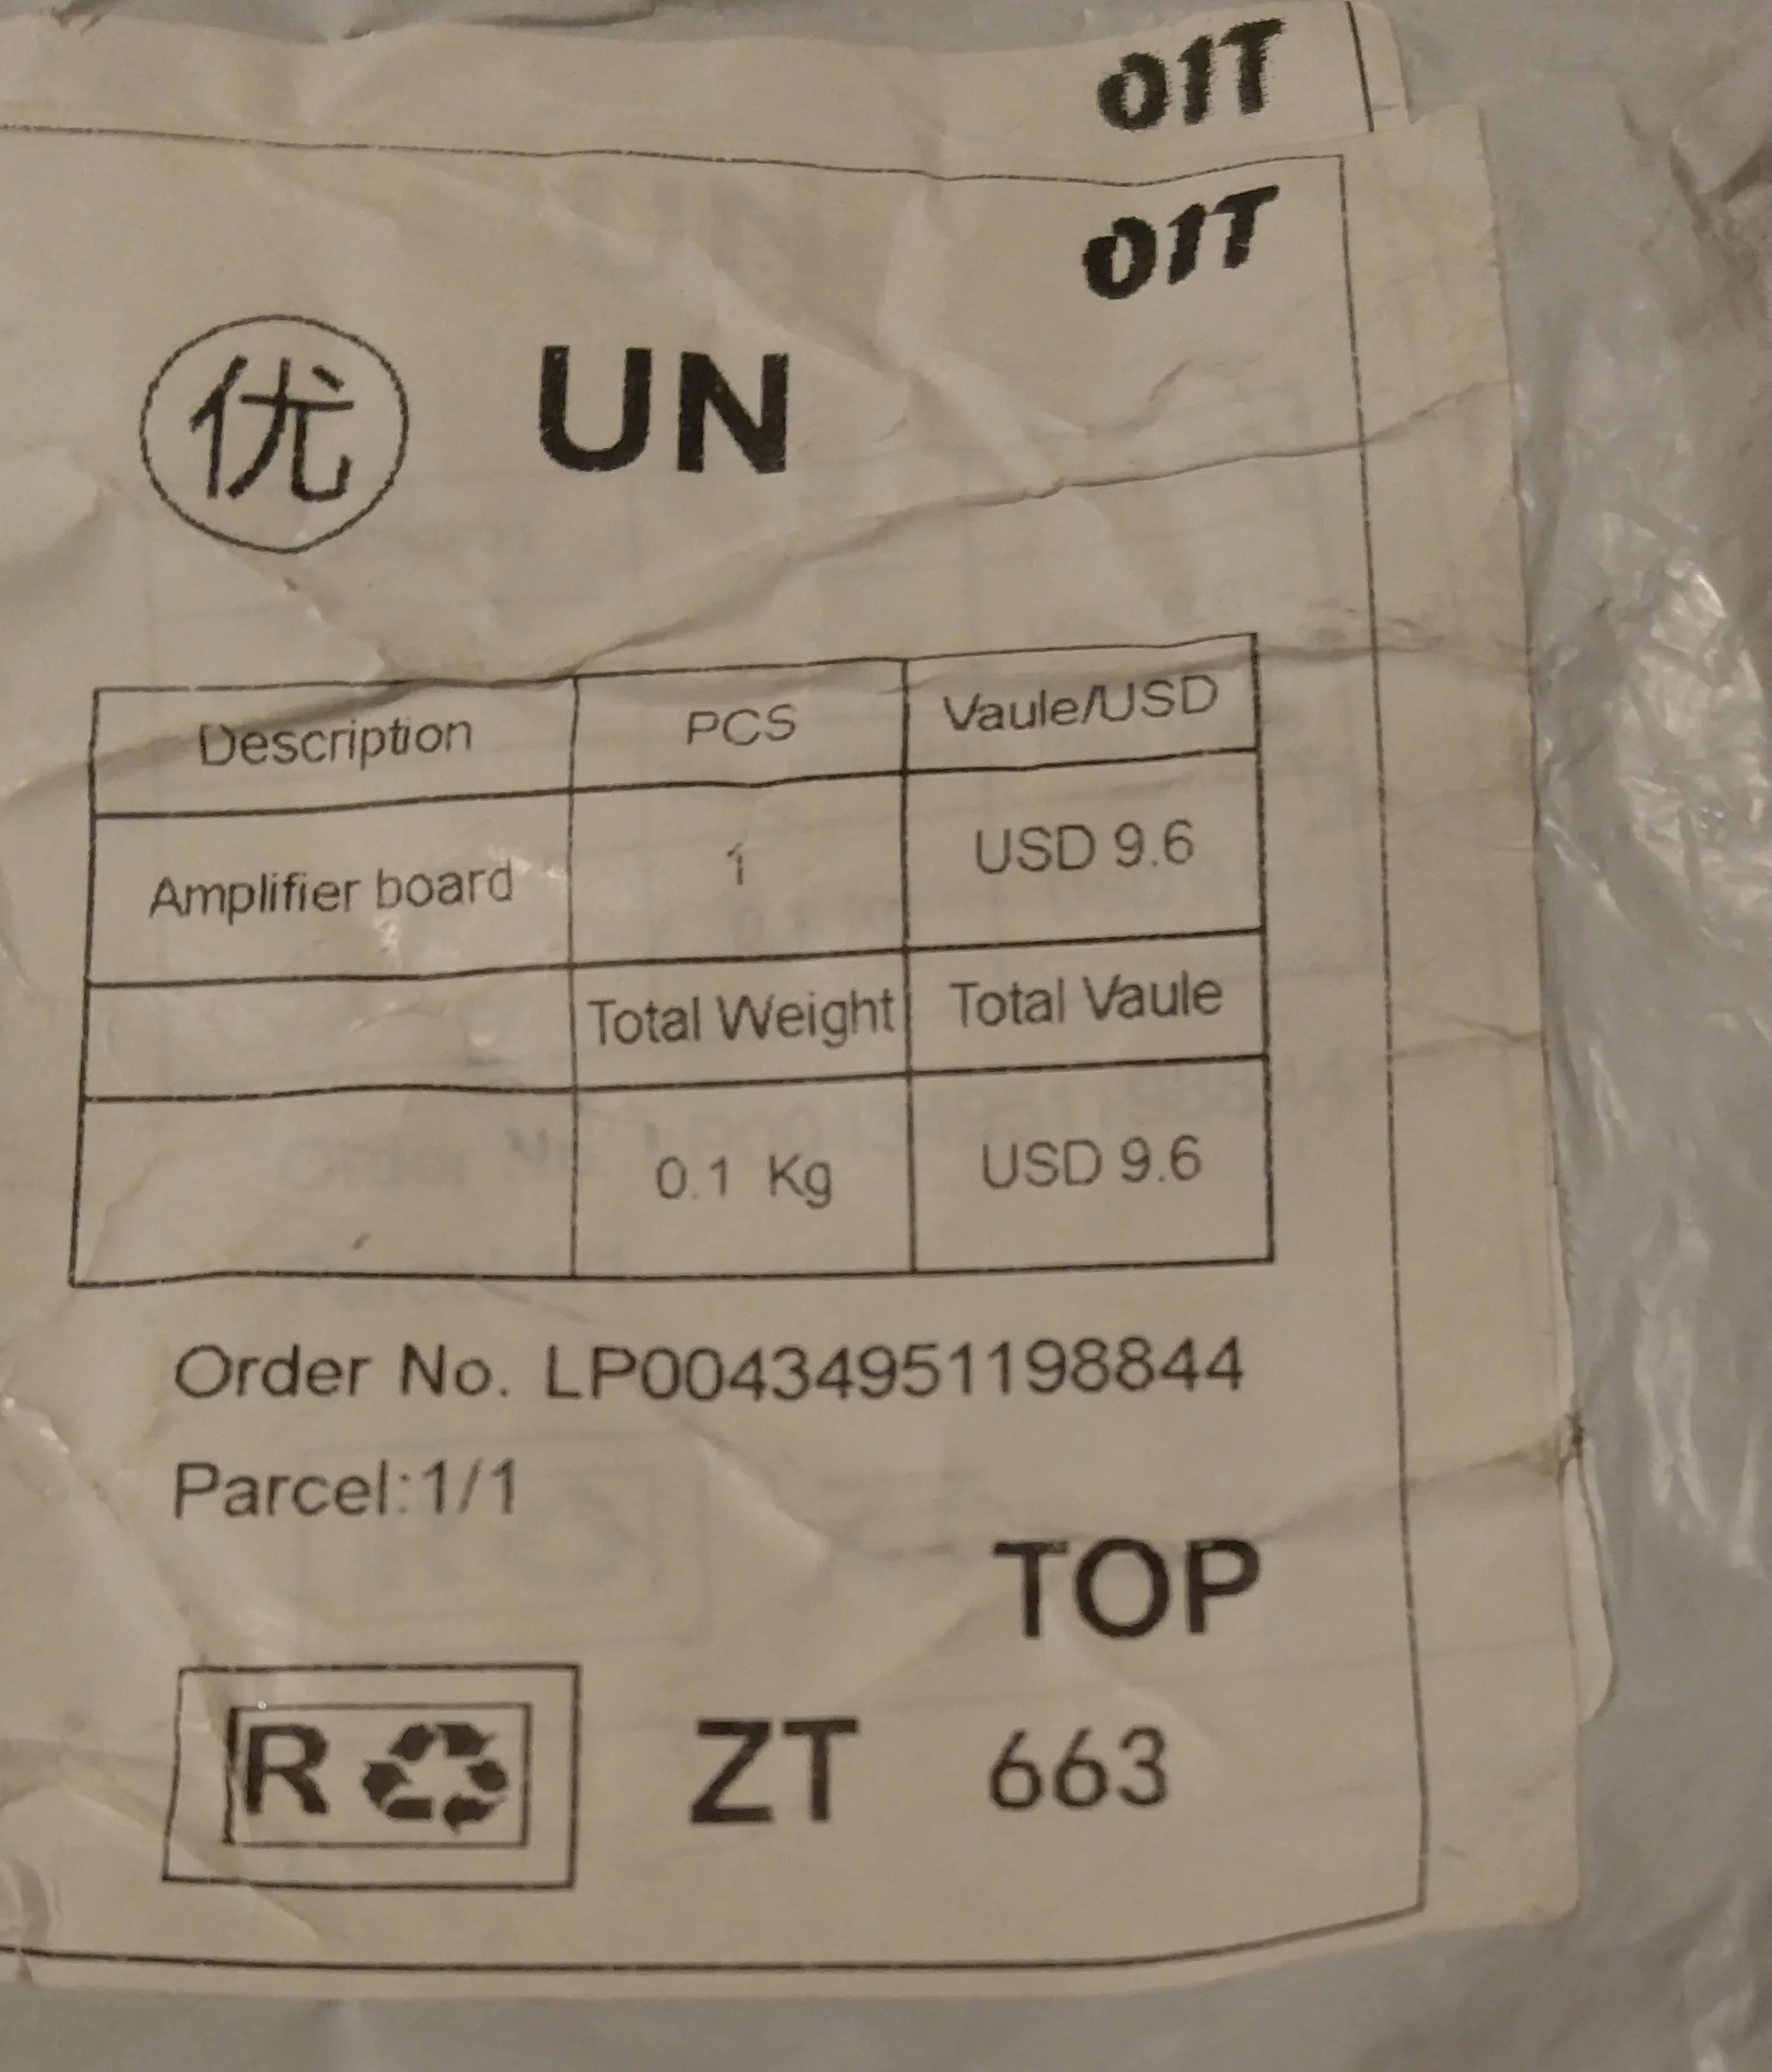 01T
01T
优 UN
Description PCS Vaule/USD
Amplifier board 1 USD 9.6
Total Weight Total Vaule
0.1 Kg USD 9.6
Order No. LP00434951198844
Parcel:1/1
TOP
R ZT 663